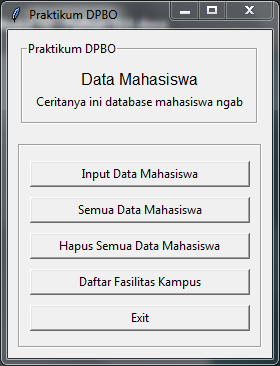 Praktikum DPBO
Praktikum DPBO
Data Mahasiswa
Ceritanya ini database mahasiswa ngab
Input Data Mahasiswa
Semua Data Mahasiswa
Hapus Semua Data Mahasiswa
Daftar Fasilitas Kampus
Exit